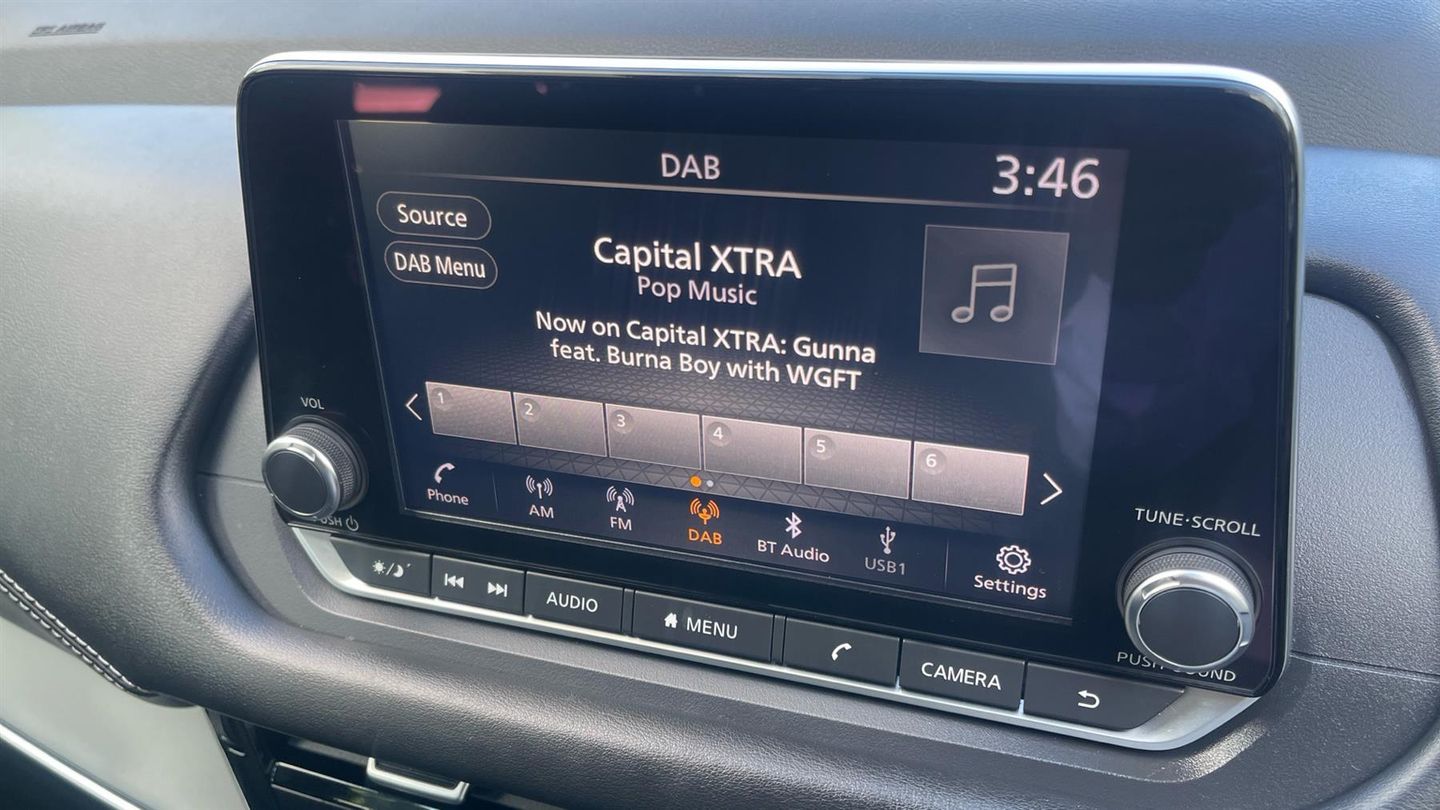 DAB
3:46
Source
DAB Menu
Capital XTRA
Pop Music
Now on Capital XTRA: Gunna
feat. Burna Boy with WGFT
1 2 3 4 5 6
Phone
AM
FM
DAB
BT Audio
USB1
Settings
VOL
TUNE·SCROLL
AUDIO
MENU
CAMERA